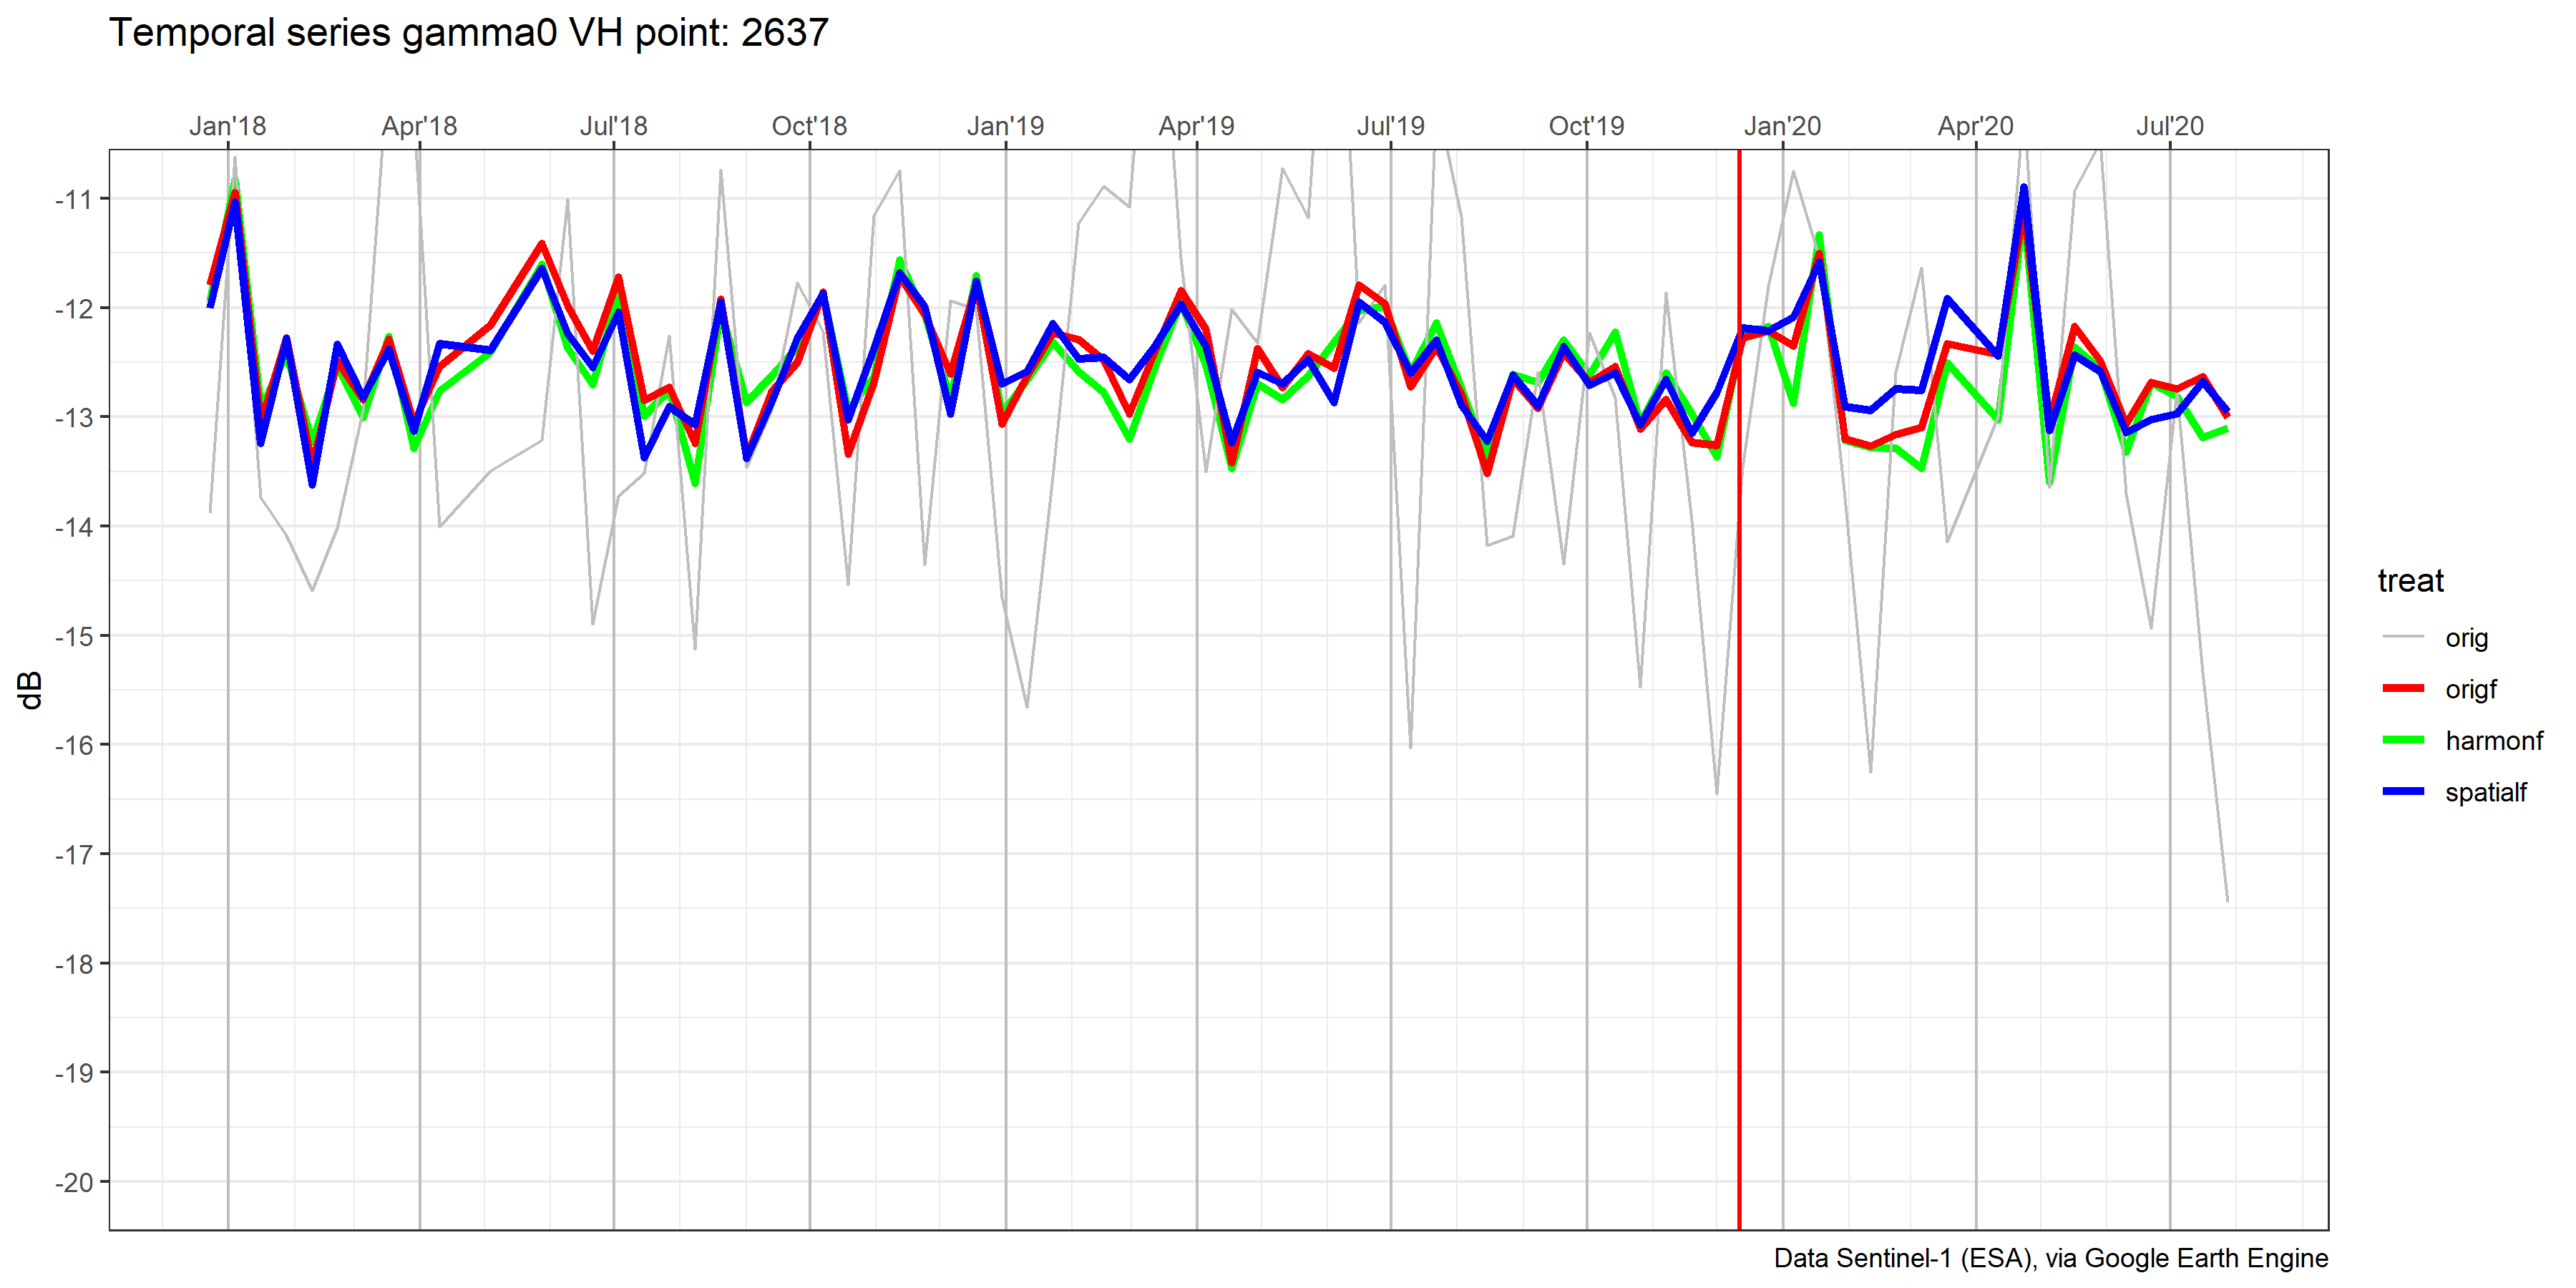 Temporal series gamma0 VH point: 2637
Jan'18 Apr'18 Jul'18 Oct'18 Jan'19 Apr'19 Jul'19 Oct'19 Jan'20 Apr'20 Jul'20
-11
-12
-13
-14
-15
-16
-17
-18
-19
-20
dB
treat
orig
origf
harmonf
spatialf
Data Sentinel-1 (ESA), via Google Earth Engine